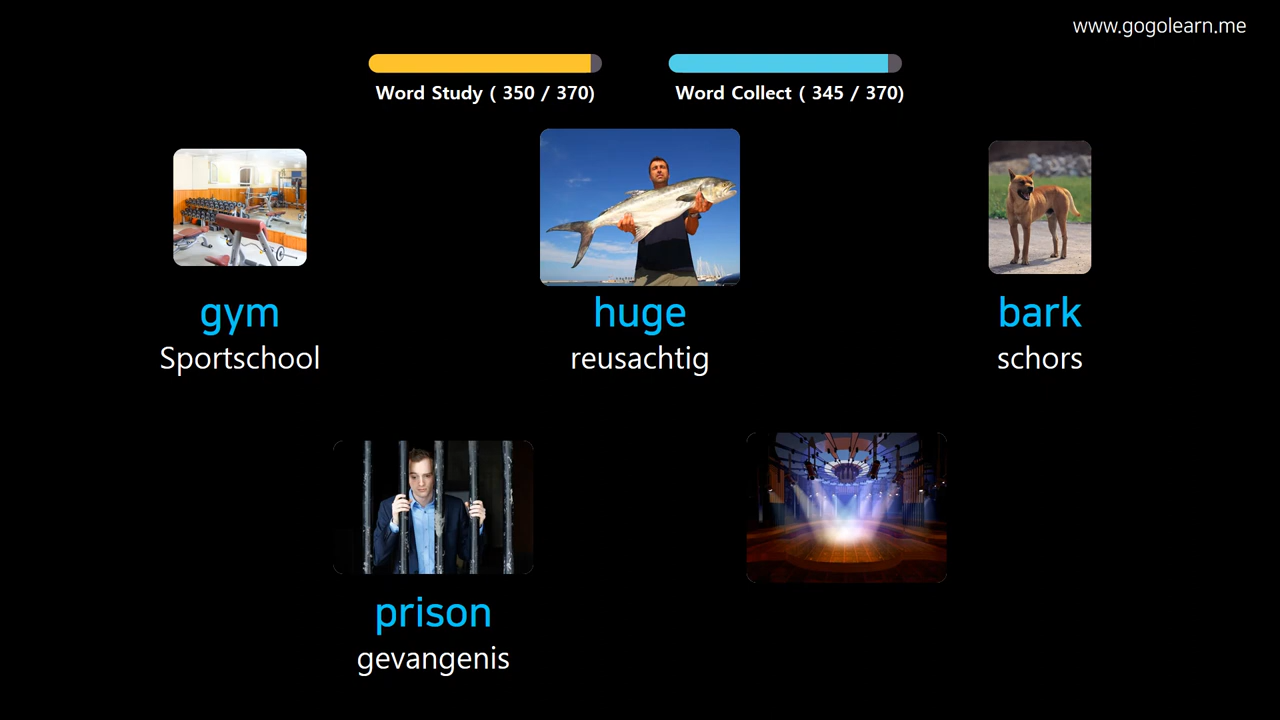 www.gogolearn.me
Word Study ( 350 / 370)
Word Collect ( 345 / 370)
gym
Sportschool
huge
reusachtig
bark
schors
prison
gevangenis